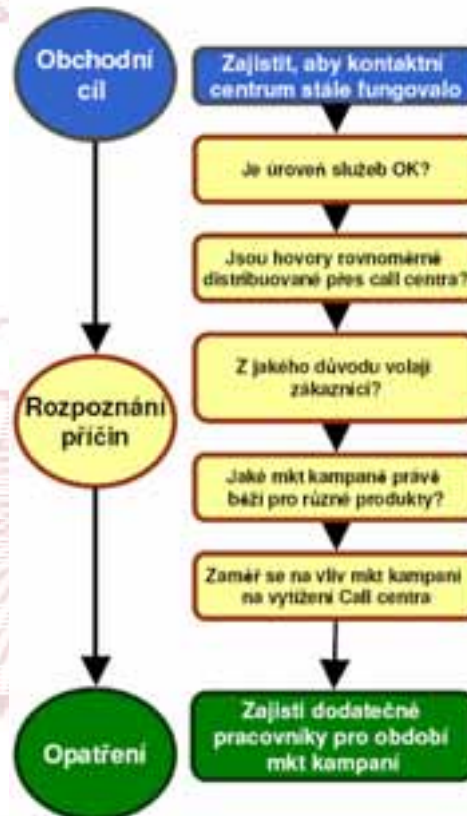 Obchodní
cíl
Zajistit, aby kontaktní
centrum stále fungovalo
Je úroveň služeb OK?
Jsou hovory rovnoměrně
distribuované přes call centra?
Z jakého důvodu volají
zákazníci?
Rozpoznání
příčin
Jaké mkt kampaně právě
běží pro různé produkty?
Zaměř se na vliv mkt kampaní
na vytížení Call centra
Opatření
Zajisti dodatečné
pracovníky pro období
mkt kampaní